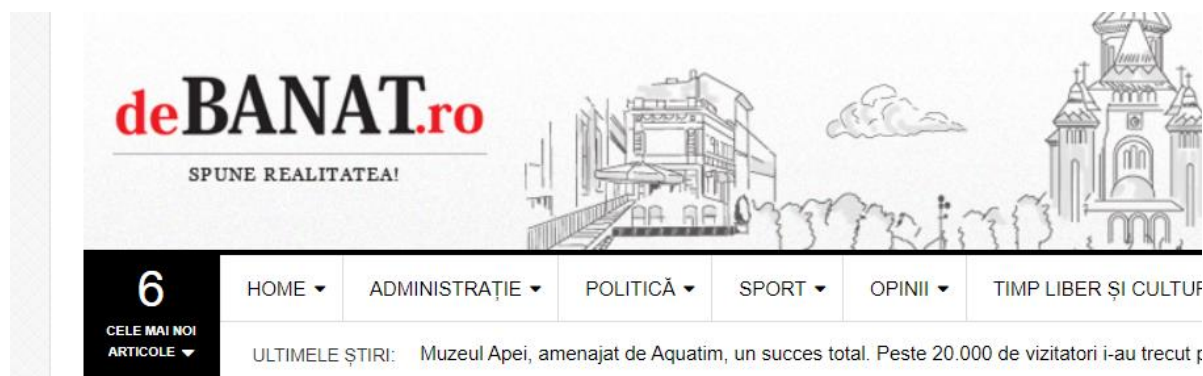 deBANAT.ro
SPUNE REALITATEA!
6
CELE MAI NOI
ARTICOLE
HOME ADMINISTRAȚIE POLITICĂ SPORT OPINII TIMP LIBER ȘI CULTUR
ULTIMELE ȘTIRI: Muzeul Apei, amenajat de Aquatim, un succes total. Peste 20.000 de vizitatori i-au trecut p